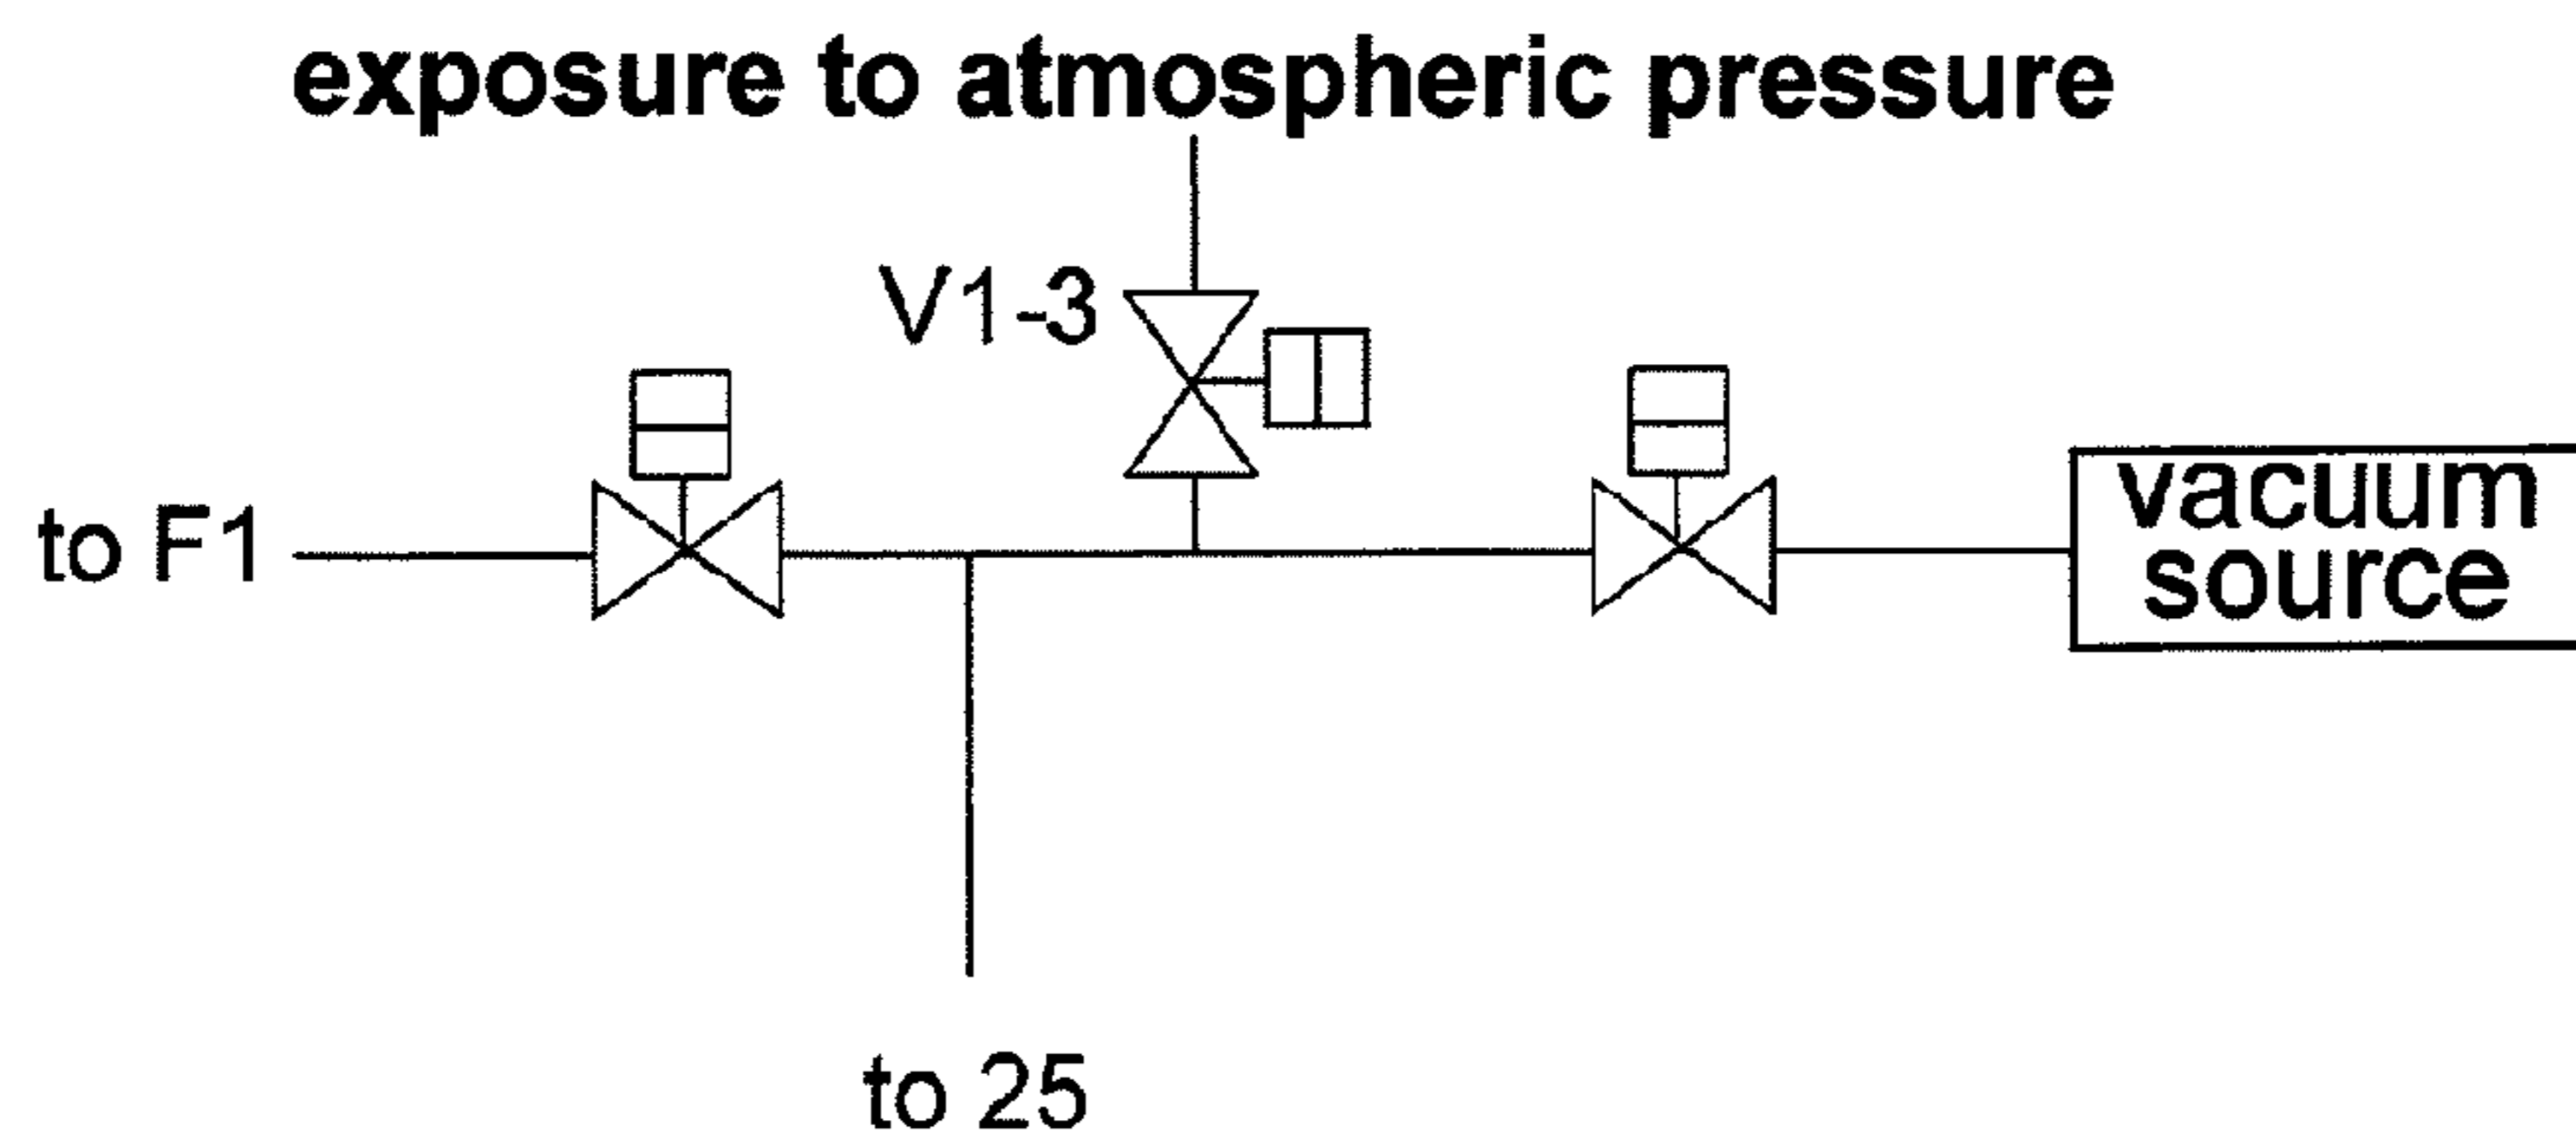 exposure to atmospheric pressure
V1-3
to F1
vacuum
source
to 25